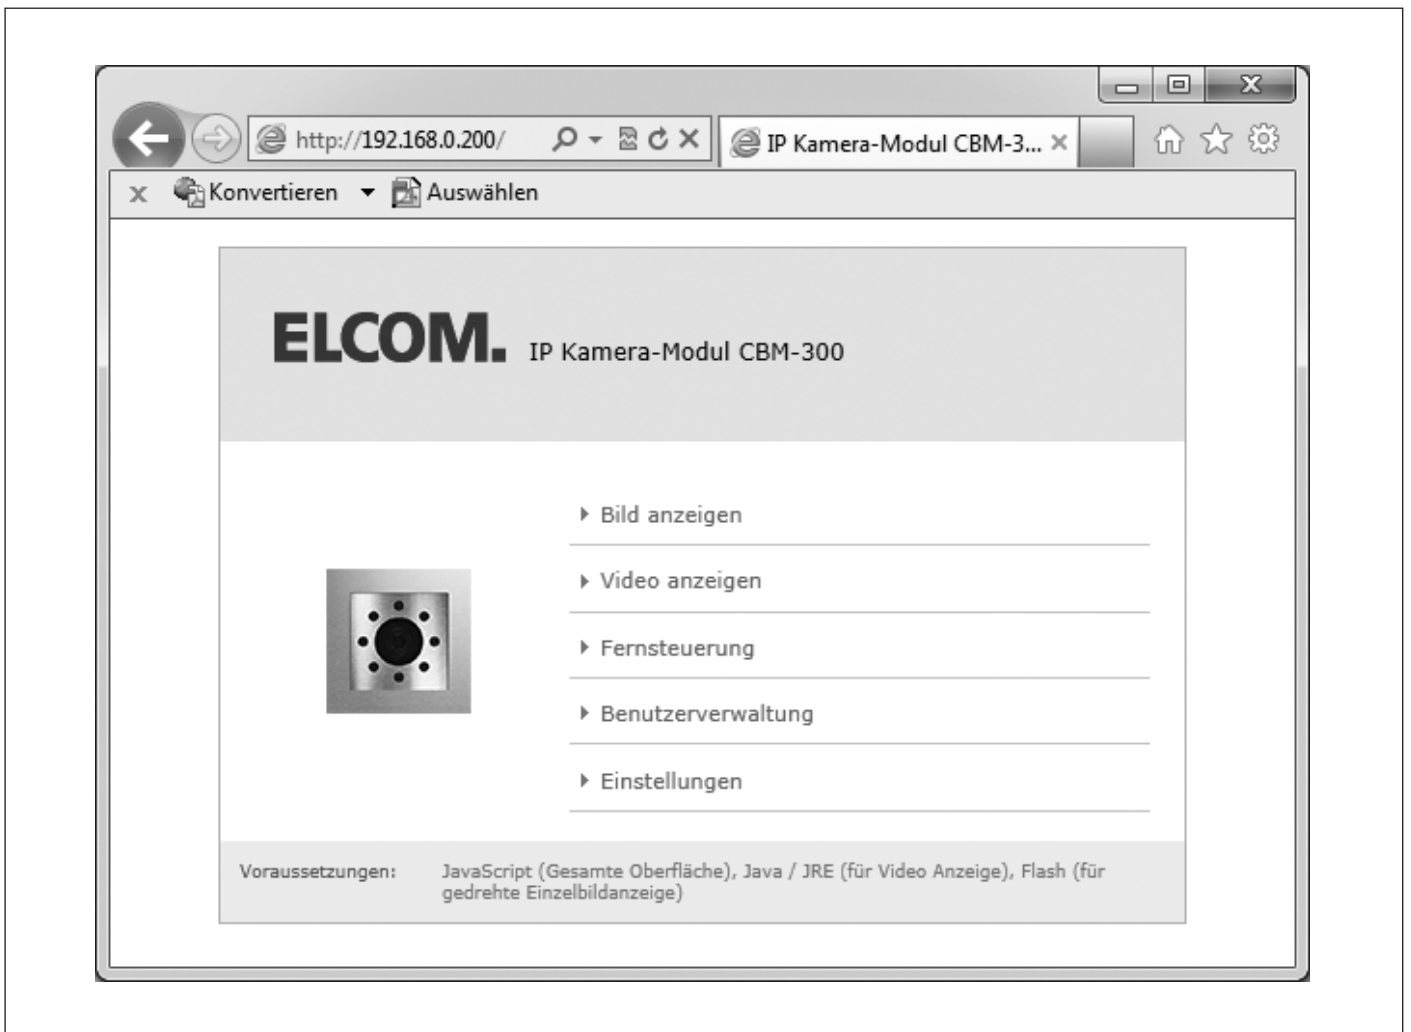 http://192.168.0.200/
IP Kamera-Modul CBM-3...
Konvertieren
Auswählen
ELCOM. IP Kamera-Modul CBM-300
Bild anzeigen
Video anzeigen
Fernsteuerung
Benutzerverwaltung
Einstellungen
Voraussetzungen: JavaScript (Gesamte Oberfläche), Java / JRE (für Video Anzeige), Flash (für
gedrehte Einzelbildanzeige)